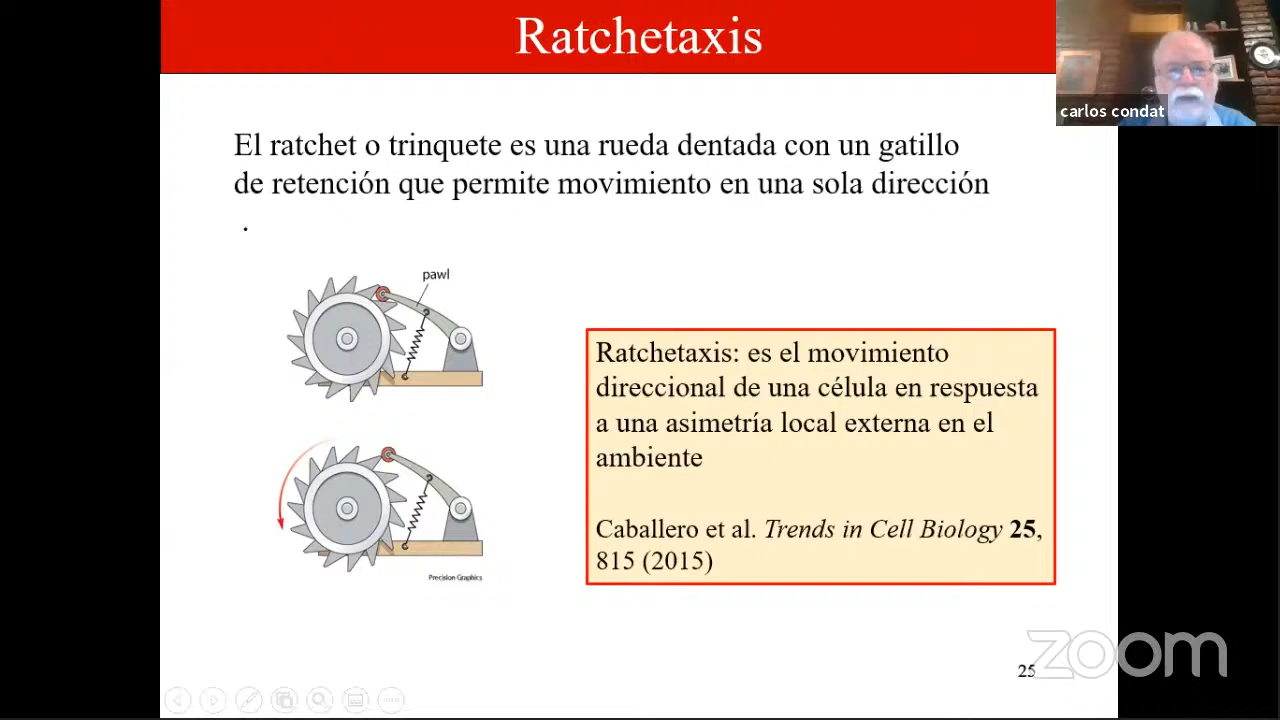 Ratchetaxis
carlos condat
El ratchet o trinquete es una rueda dentada con un gatillo
de retención que permite movimiento en una sola dirección
.
pawl
Ratchetaxis: es el movimiento
direccional de una célula en respuesta
a una asimetría local externa en el
ambiente
Caballero et al. Trends in Cell Biology 25,
815 (2015)
Precision Graphics
25
zoom